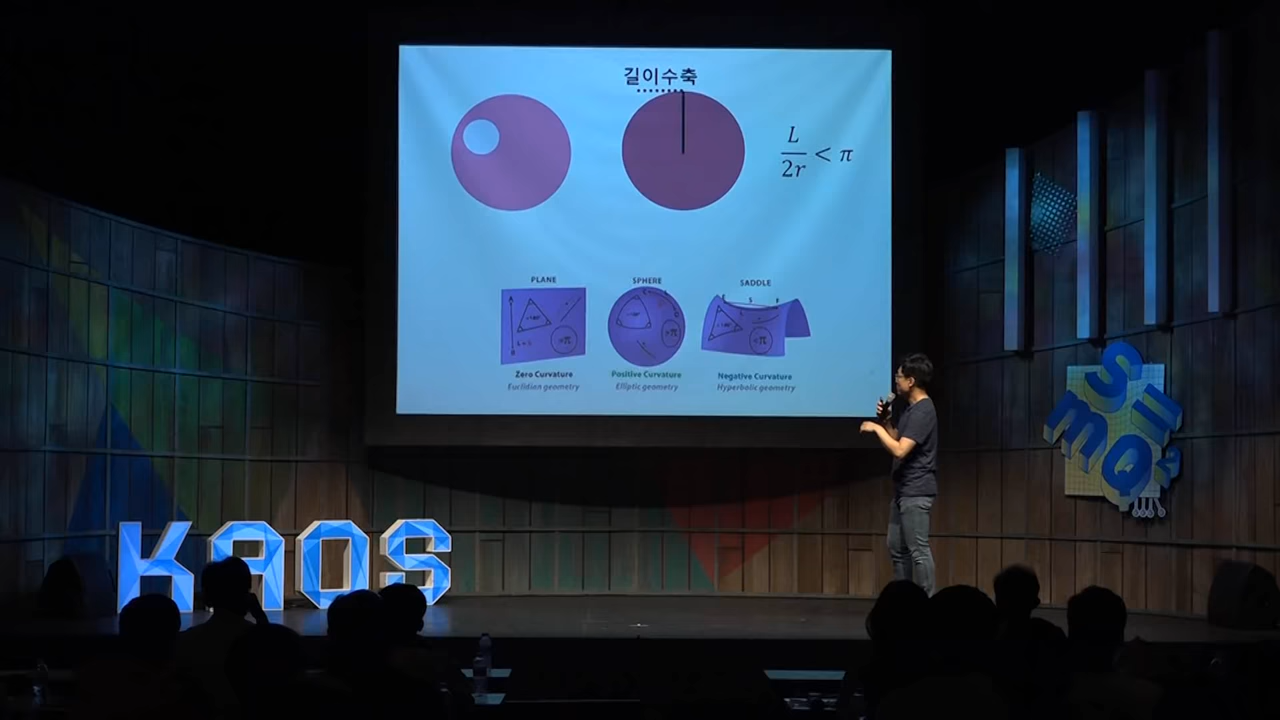 길이수축
L
2r
< π
PLANE
SPHERE
SADDLE
Zero Curvature
Positive Curvature
Negative Curvature
Euclidian geometry
Elliptic geometry
Hyperbolic geometry
KAOS